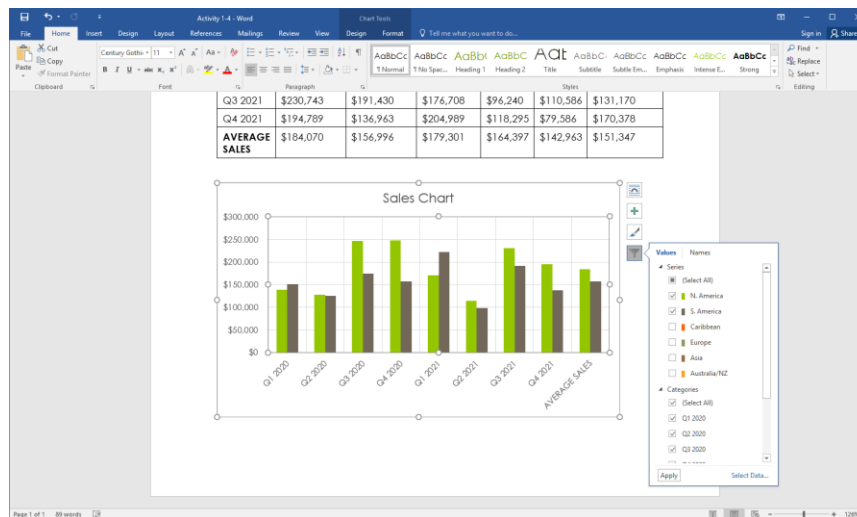 Activity 1-4 - Word
Chart Tools
File Home Insert Design Layout References Mailings Review View Design Format Tell me what you want to do... Sign in Share
Cut
Copy
Format Painter
Paste
Century Gothi 11
AaBbCc AaBbCc AaBb AaBbC AaB AaBbC AaBbCc AaBbCc AaBbCc AaBbCc
¶ Normal ¶ No Spac... Heading 1 Heading 2 Title Subtitle Subtle Em... Emphasis Intense E... Strong
Find
Replace
Select
Clipboard Font Paragraph Styles Editing
Q3 2021 $230,743 $191,430 $176,708 $96,240 $110,586 $131,170
Q4 2021 $194,789 $136,963 $204,989 $118,295 $79,586 $170,378
AVERAGE SALES $184,070 $156,996 $179,301 $164,397 $142,963 $151,347
Sales Chart
$300,000
$250,000
$200,000
$150,000
$100,000
$50,000
$0
Q1 2020 Q2 2020 Q3 2020 Q4 2020 Q1 2021 Q2 2021 Q3 2021 Q4 2021 AVERAGE SALES
Values Names
Series
(Select All)
N. America
S. America
Caribbean
Europe
Asia
Australia/NZ
Categories
(Select All)
Q1 2020
Q2 2020
Q3 2020
Apply Select Data...
Page 1 of 1 89 words